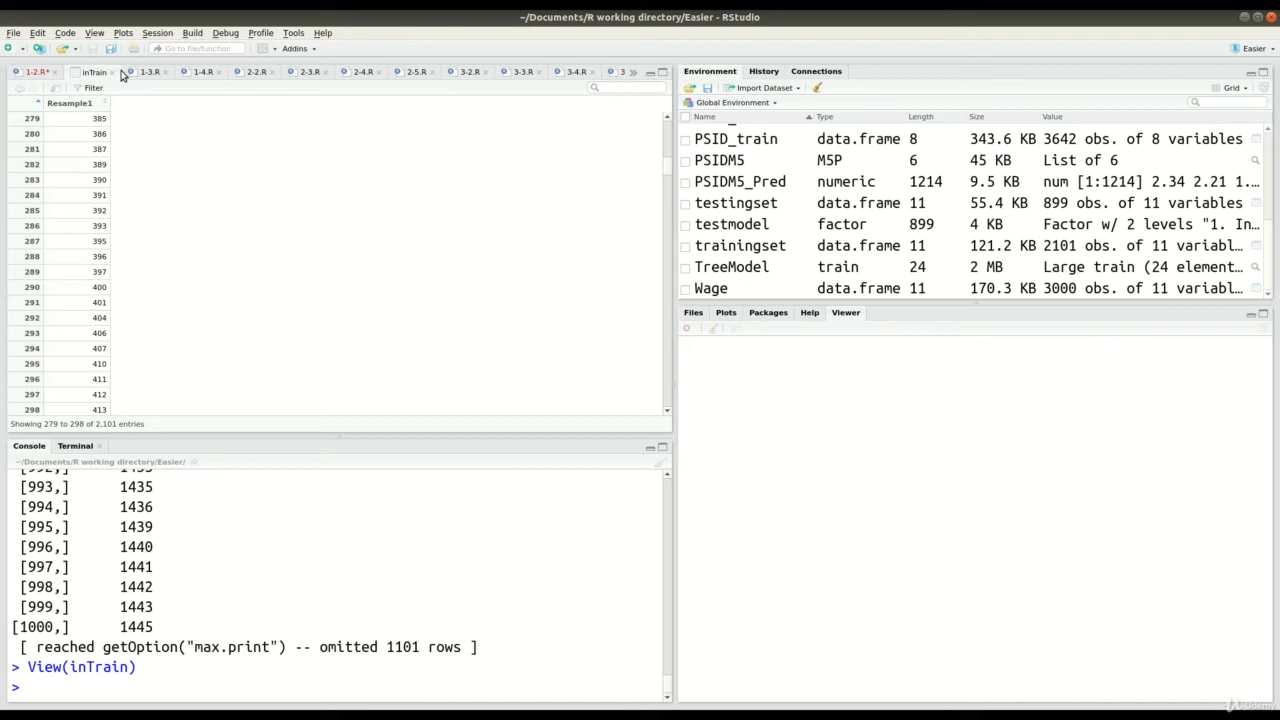 ~/Documents/R working directory/Easier - RStudio
File Edit Code View Plots Session Build Debug Profile Tools Help
Go to file/function Addins Easier
1-2.R* inTrain 1-3.R 1-4.R 2-2.R 2-3.R 2-4.R 2-5.R 3-2.R 3-3.R 3-4.R 3
Filter
Resample1
279 385
280 386
281 387
282 389
283 390
284 391
285 392
286 393
287 395
288 396
289 397
290 400
291 401
292 404
293 406
294 407
295 410
296 411
297 412
298 413
Showing 279 to 298 of 2,101 entries
Console Terminal
~/Documents/R working directory/Easier/
[993,] 1435
[994,] 1436
[995,] 1439
[996,] 1440
[997,] 1441
[998,] 1442
[999,] 1443
[1000,] 1445
[ reached getOption("max.print") -- omitted 1101 rows ]
> View(inTrain)
>
Environment History Connections
Import Dataset Grid
Global Environment
Name Type Length Size Value
PSID_train data.frame 8 343.6 KB 3642 obs. of 8 variables
PSIDM5 M5P 6 45 KB List of 6
PSIDM5_Pred numeric 1214 9.5 KB num [1:1214] 2.34 2.21 1...
testingset data.frame 11 55.4 KB 899 obs. of 11 variables
testmodel factor 899 4 KB Factor w/ 2 levels "1. In...
trainingset data.frame 11 121.2 KB 2101 obs. of 11 variabl...
TreeModel train 24 2 MB Large train (24 element...
Wage data.frame 11 170.3 KB 3000 obs. of 11 variabl...
Files Plots Packages Help Viewer
Udemy